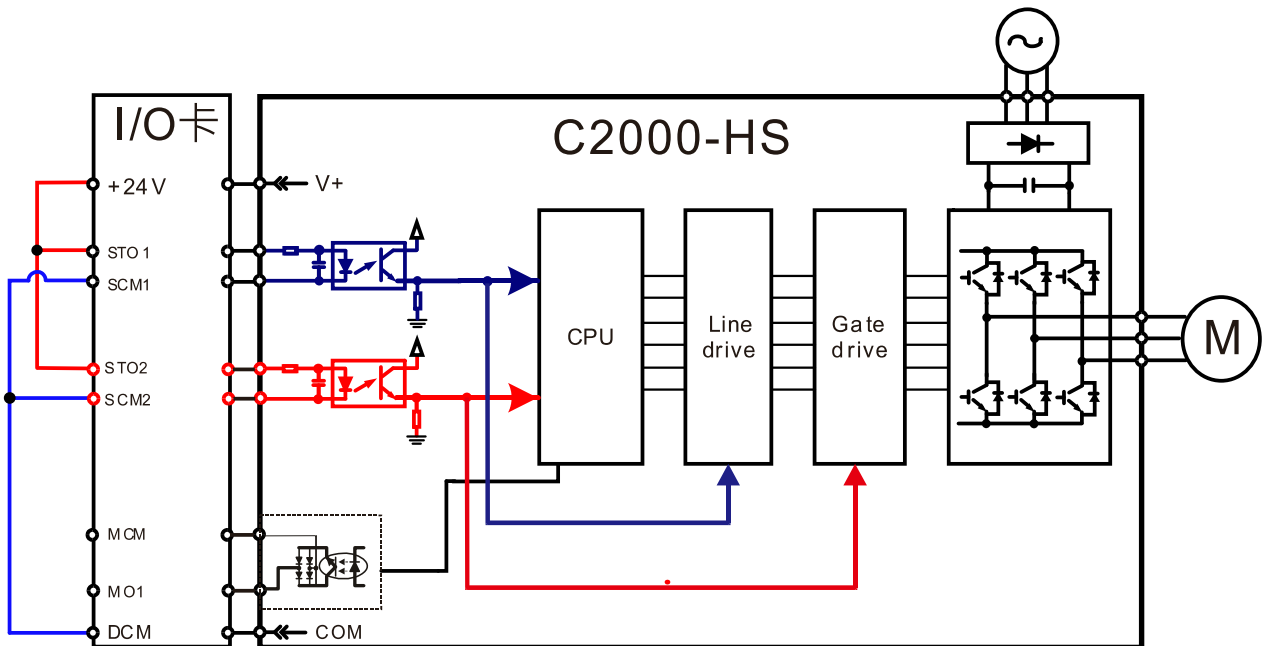 I/O卡
C2000-HS
+24V
V+
STO1
SCM1
CPU
Line
drive
Gate
drive
M
STO2
SCM2
MCM
MO1
DCM
COM